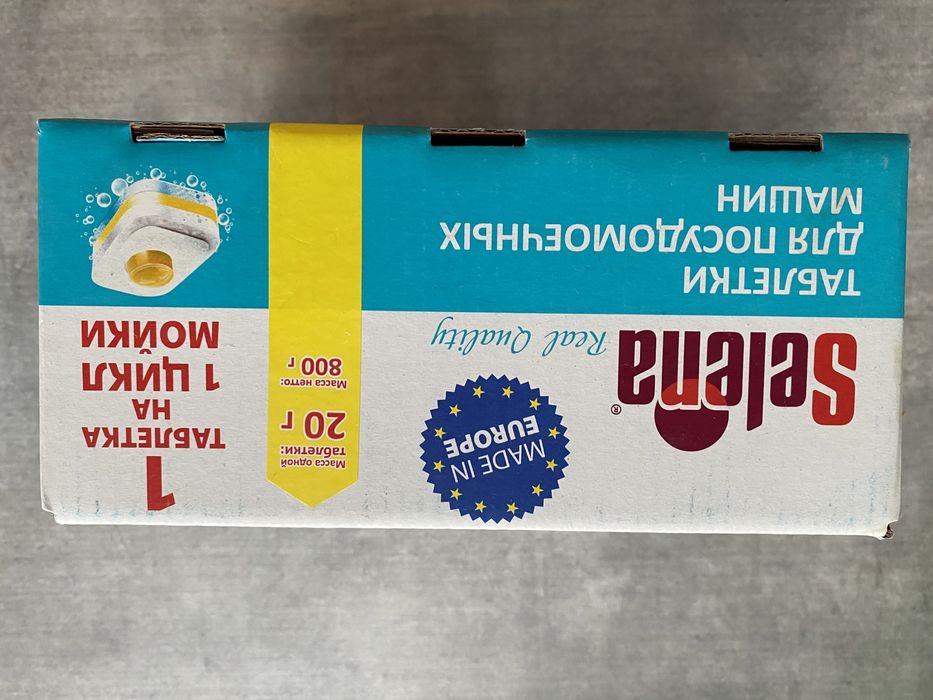 Selena®
Real Quality
ТАБЛЕТКИ
ДЛЯ ПОСУДОМОЕЧНЫХ
МАШИН
MADE IN
EUROPE
Масса одной
таблетки:
20 г
Масса нетто:
800 г
1
ТАБЛЕТКА
НА
1 ЦИКЛ
МОЙКИ